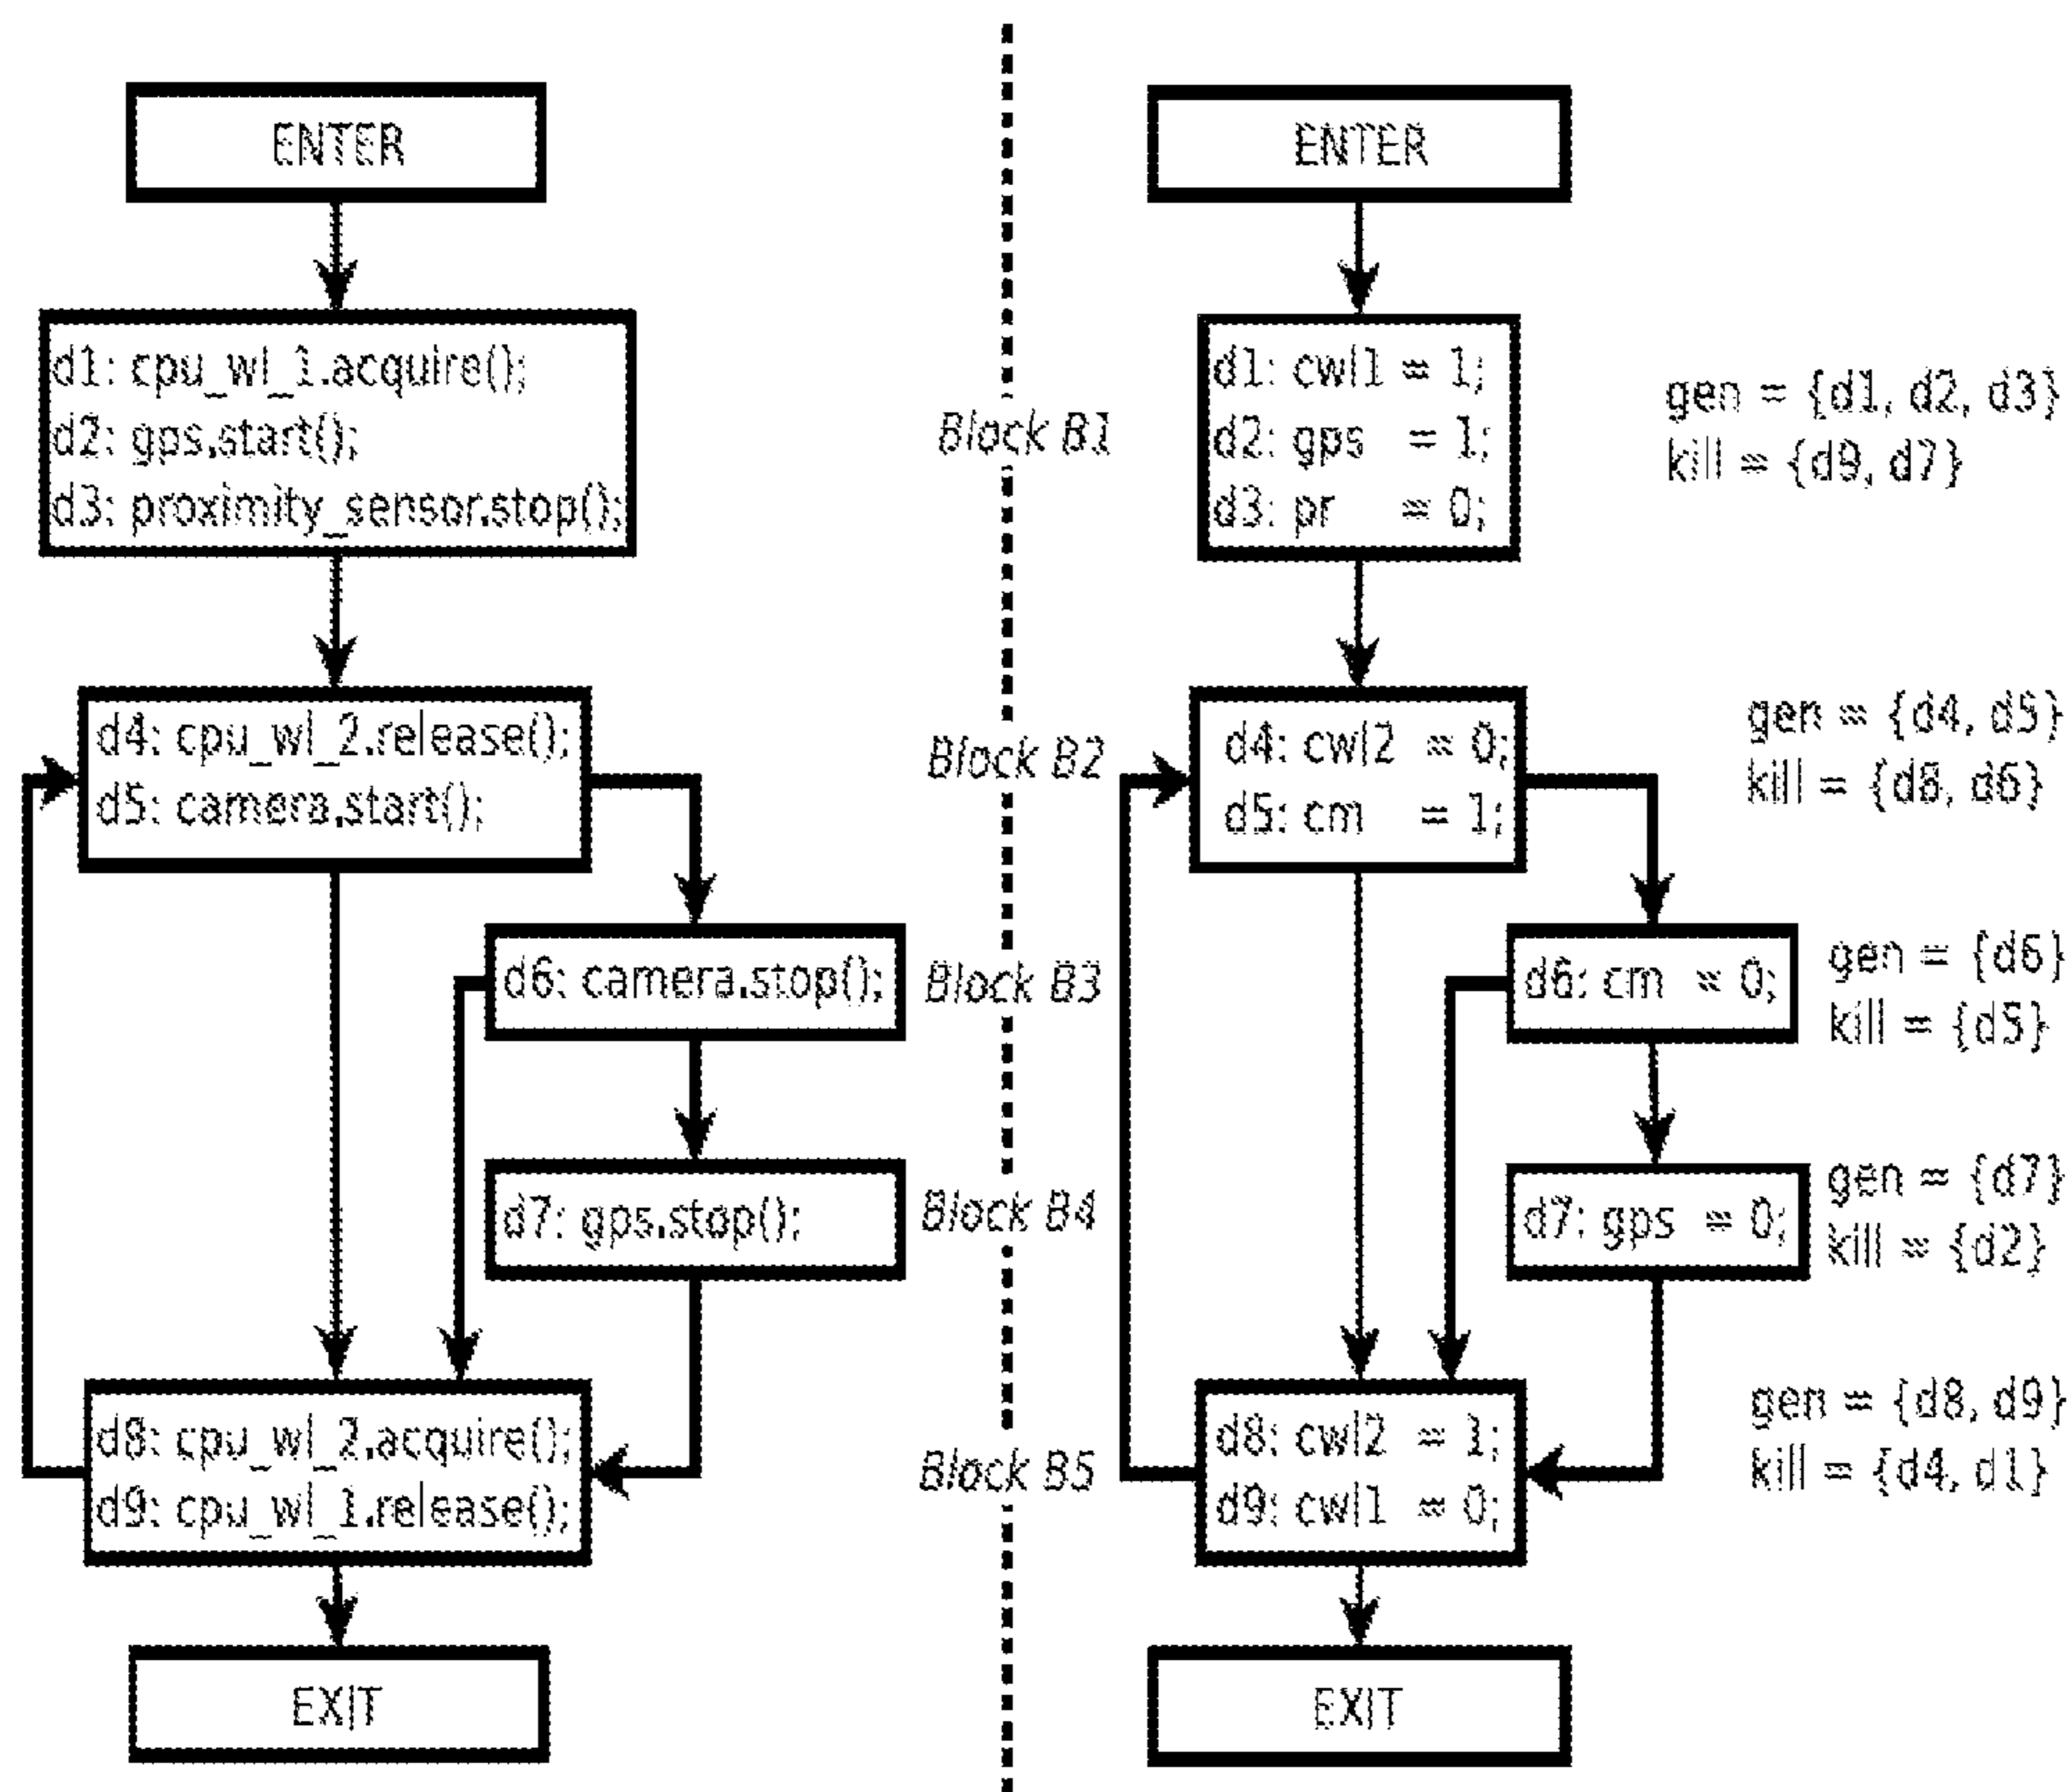 ENTER
d1: cpu_wl_1.acquire();
d2: gps.start();
d3: proximity_sensor.stop();
d4: cpu_wl_2.release();
d5: camera.start();
d6: camera.stop();
d7: gps.stop();
d8: cpu_wl_2.acquire();
d9: cpu_wl_1.release();
EXIT
Block B1
Block B2
Block B3
Block B4
Block B5
ENTER
d1: cwl1 = 1;
d2: gps = 1;
d3: pr = 0;
gen = {d1, d2, d3}
kill = {d9, d7}
d4: cwl2 = 0;
d5: cm = 1;
gen = {d4, d5}
kill = {d8, d6}
d6: cm = 0;
gen = {d6}
kill = {d5}
d7: gps = 0;
gen = {d7}
kill = {d2}
d8: cwl2 = 1;
d9: cwl1 = 0;
gen = {d8, d9}
kill = {d4, d1}
EXIT